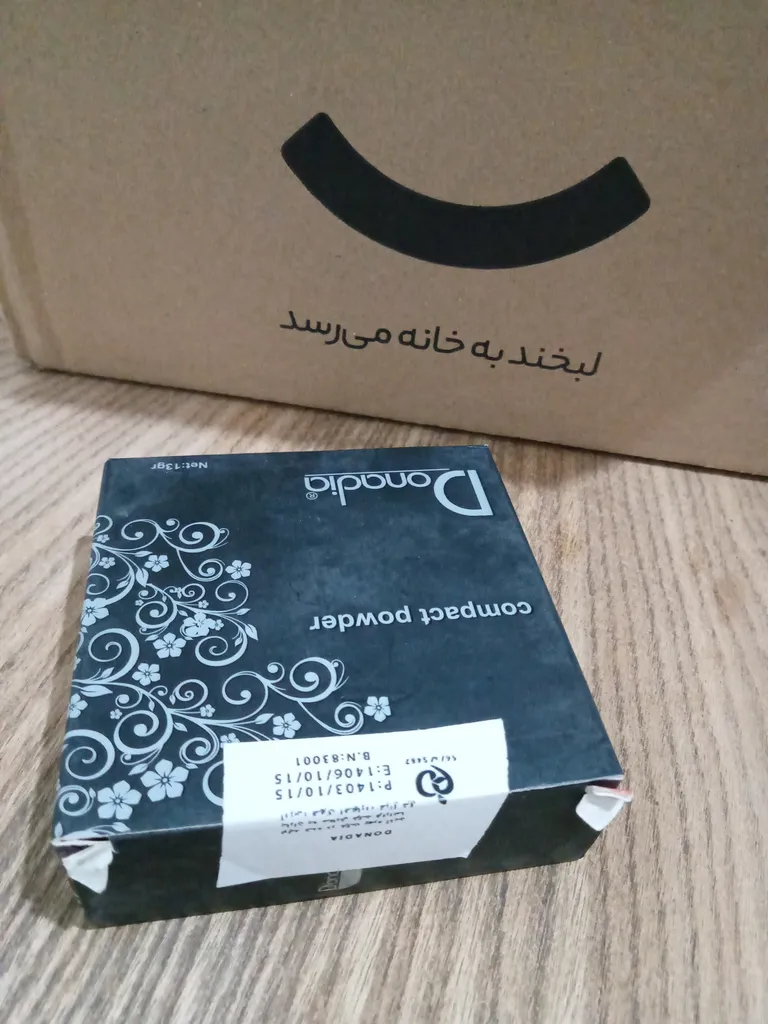 لبخند به خانه می‌رسد
Donadia®
Net:13gr
compact powder
P:1403/10/15
E:1406/10/15
B.N:83001
DONADIA